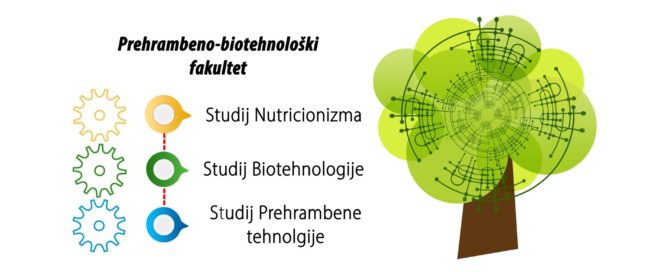 Prehrambeno-biotehnološki
fakultet
Studij Nutricionizma
Studij Biotehnologije
Studij Prehrambene
tehnolgije